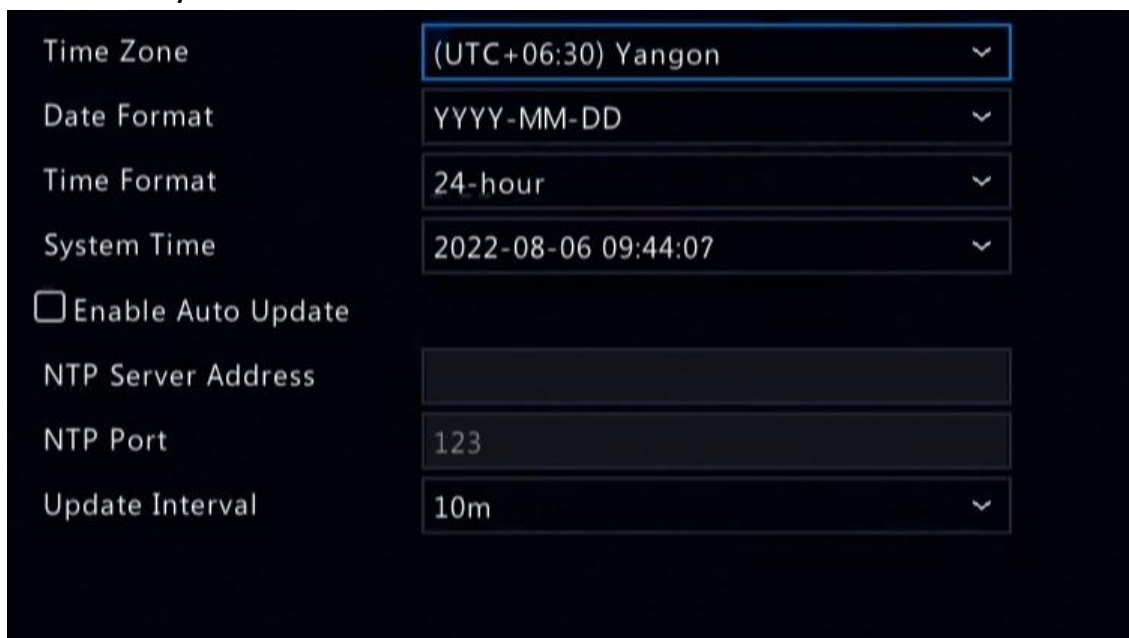 Time Zone (UTC+06:30) Yangon
Date Format YYYY-MM-DD
Time Format 24-hour
System Time 2022-08-06 09:44:07
Enable Auto Update
NTP Server Address
NTP Port 123
Update Interval 10m